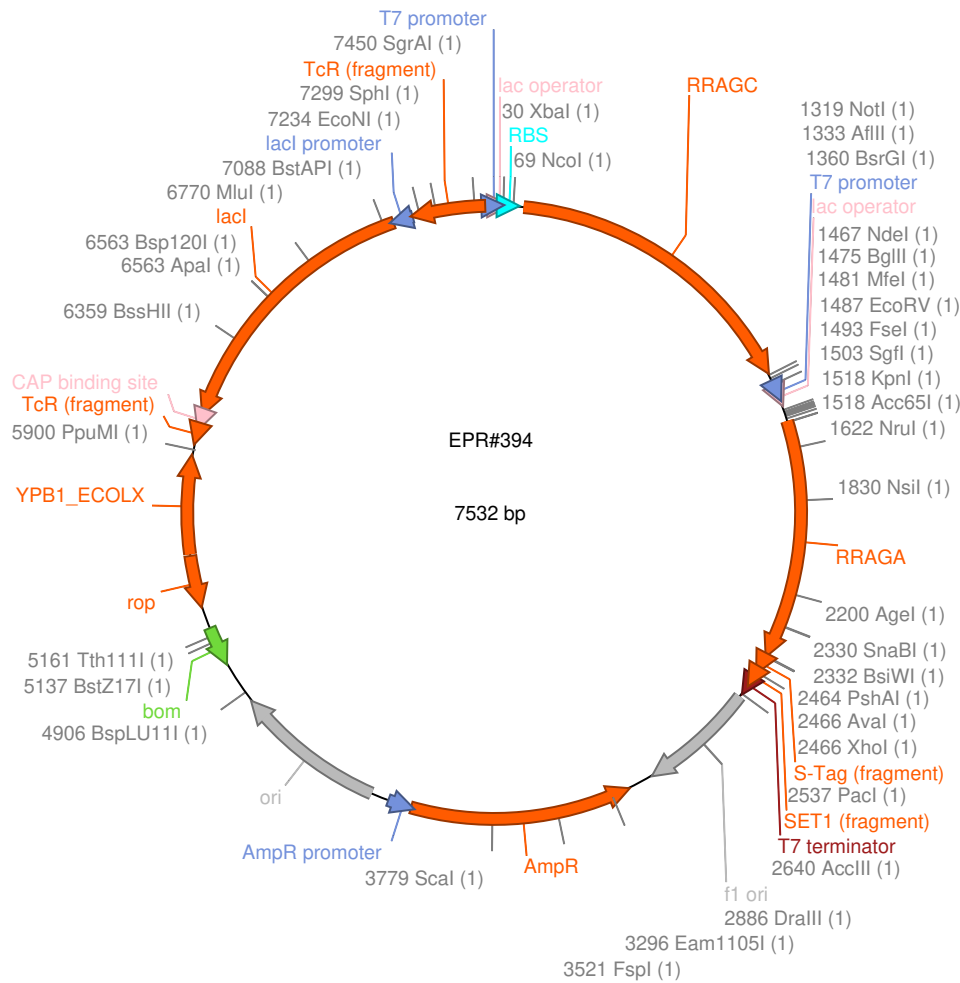 T7 promoter
7450 SgrAI (1)
TcR (fragment)
7299 SphI (1)
7234 EcoNI (1)
lacI promoter
7088 BstAPI (1)
6770 MluI (1)
lacI
6563 Bsp120I (1)
6563 ApaI (1)
6359 BssHII (1)
CAP binding site
TcR (fragment)
5900 PpuMI (1)
YPB1_ECOLX
rop
5161 Tth111I (1)
5137 BstZ17I (1)
bom
4906 BspLU11I (1)
ori
AmpR promoter
3779 ScaI (1)
AmpR
lac operator
30 XbaI (1)
RBS
69 NcoI (1)
RRAGC
1319 NotI (1)
1333 AflII (1)
1360 BsrGI (1)
T7 promoter
lac operator
1467 NdeI (1)
1475 BglII (1)
1481 MfeI (1)
1487 EcoRV (1)
1493 FseI (1)
1503 SgfI (1)
1518 KpnI (1)
1518 Acc65I (1)
1622 NruI (1)
1830 NsiI (1)
RRAGA
2200 AgeI (1)
2330 SnaBI (1)
2332 BsiWI (1)
2464 PshAI (1)
2466 AvaI (1)
2466 XhoI (1)
S-Tag (fragment)
2537 PacI (1)
SET1 (fragment)
T7 terminator
2640 AccIII (1)
f1 ori
2886 DraIII (1)
3296 Eam1105I (1)
3521 FspI (1)
EPR#394
7532 bp